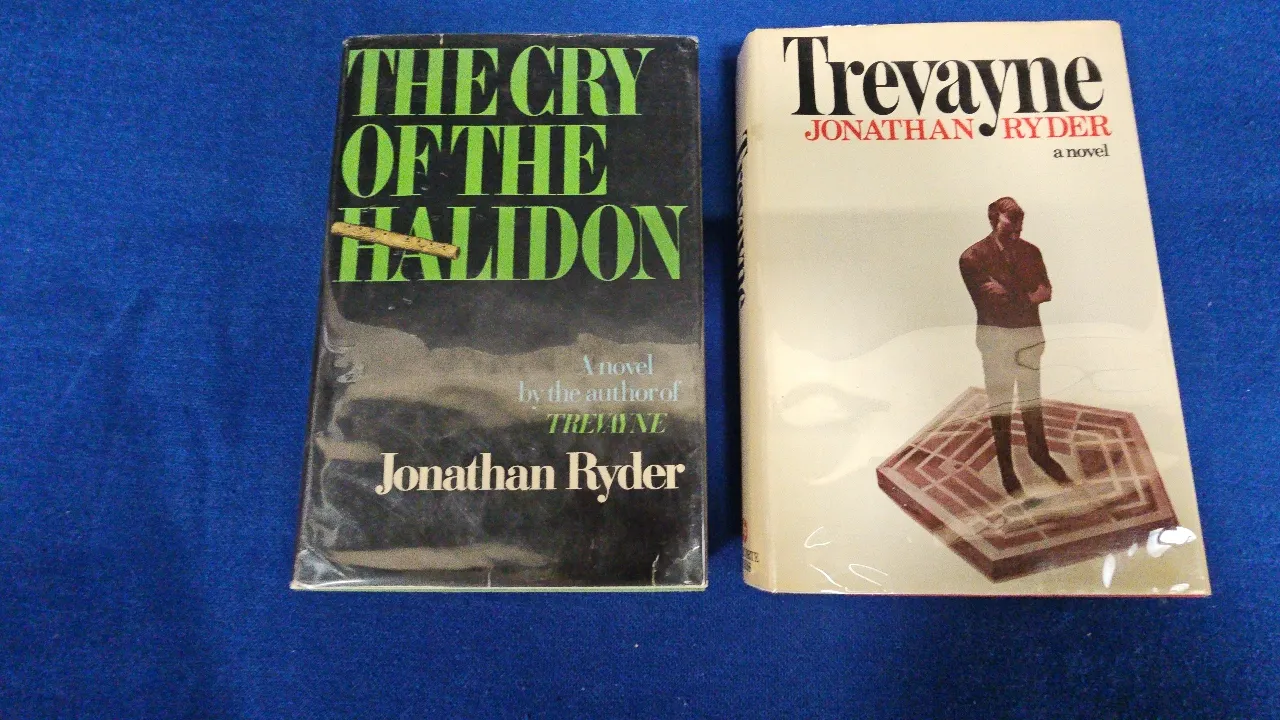 THE CRY
OF THE
HALIDON
A novel
by the author of
TREVAYNE
Jonathan Ryder
Trevayne
JONATHAN RYDER
a novel